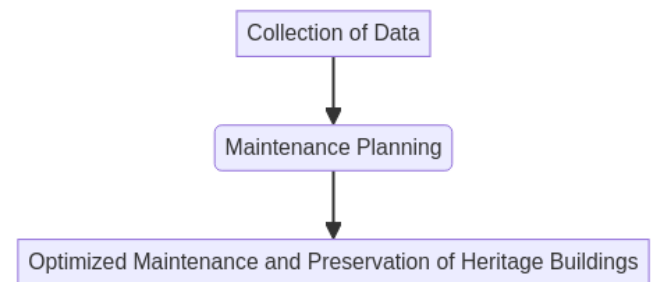 Collection of Data
Maintenance Planning
Optimized Maintenance and Preservation of Heritage Buildings